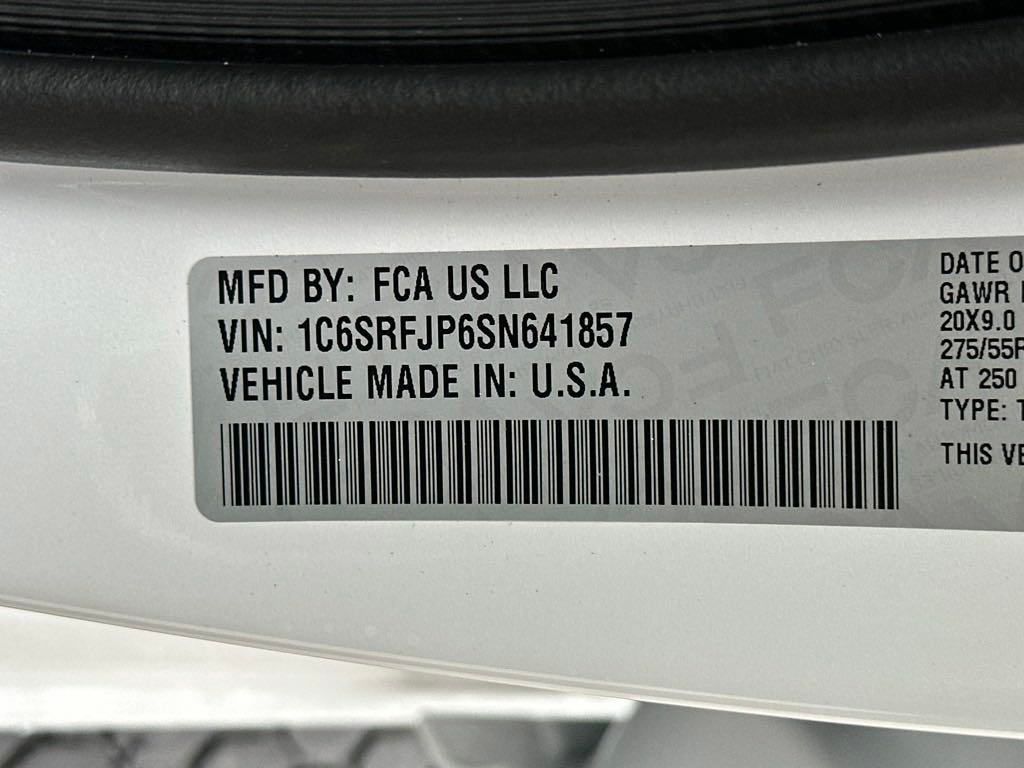 MFD BY: FCA US LLC
VIN: 1C6SRFJP6SN641857
VEHICLE MADE IN: U.S.A.
DATE O
GAWR
20X9.0
275/55R
AT 250
TYPE: T
THIS VE